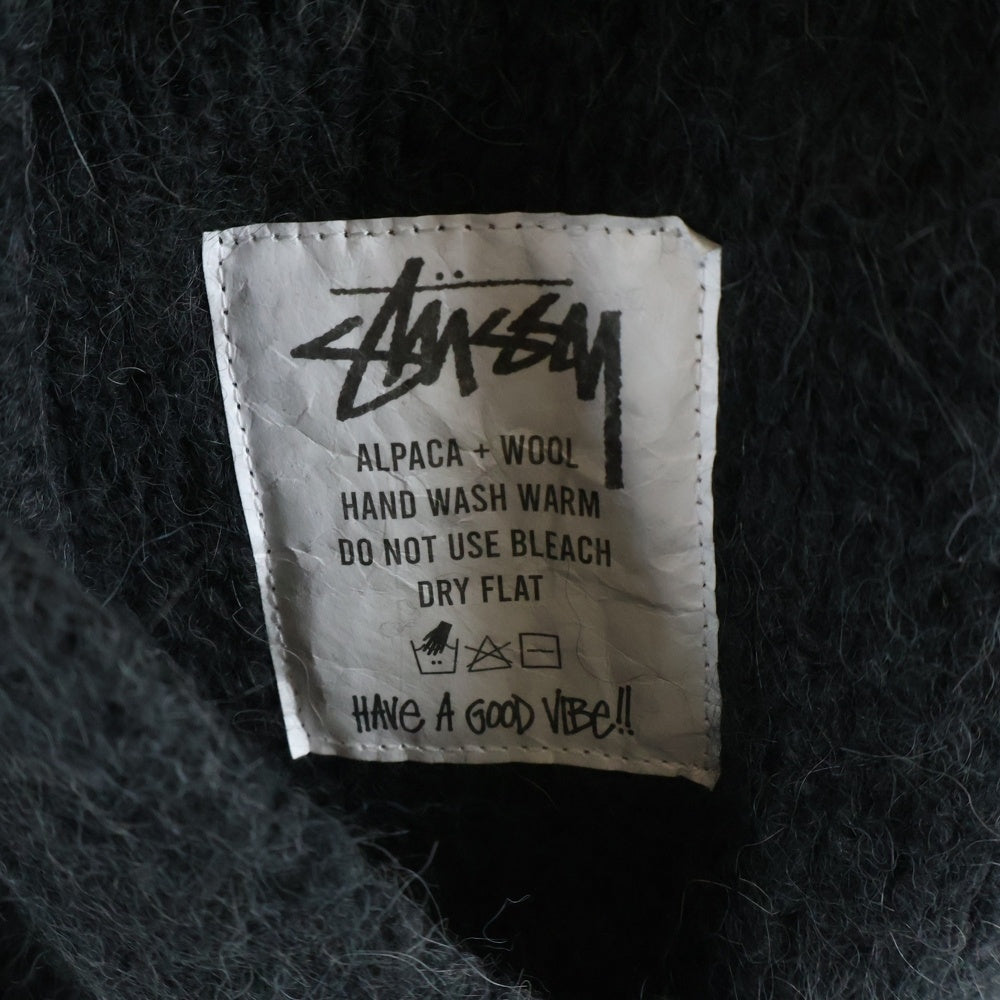 STÜSSY
ALPACA + WOOL
HAND WASH WARM
DO NOT USE BLEACH
DRY FLAT
HAVE A GOOD VIBE!!